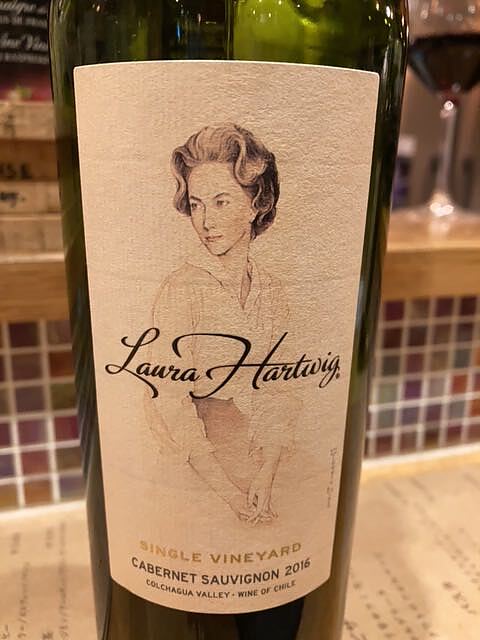 Laura Hartwig
SINGLE VINEYARD
CABERNET SAUVIGNON 2016
COLCHAGUA VALLEY · WINE OF CHILE